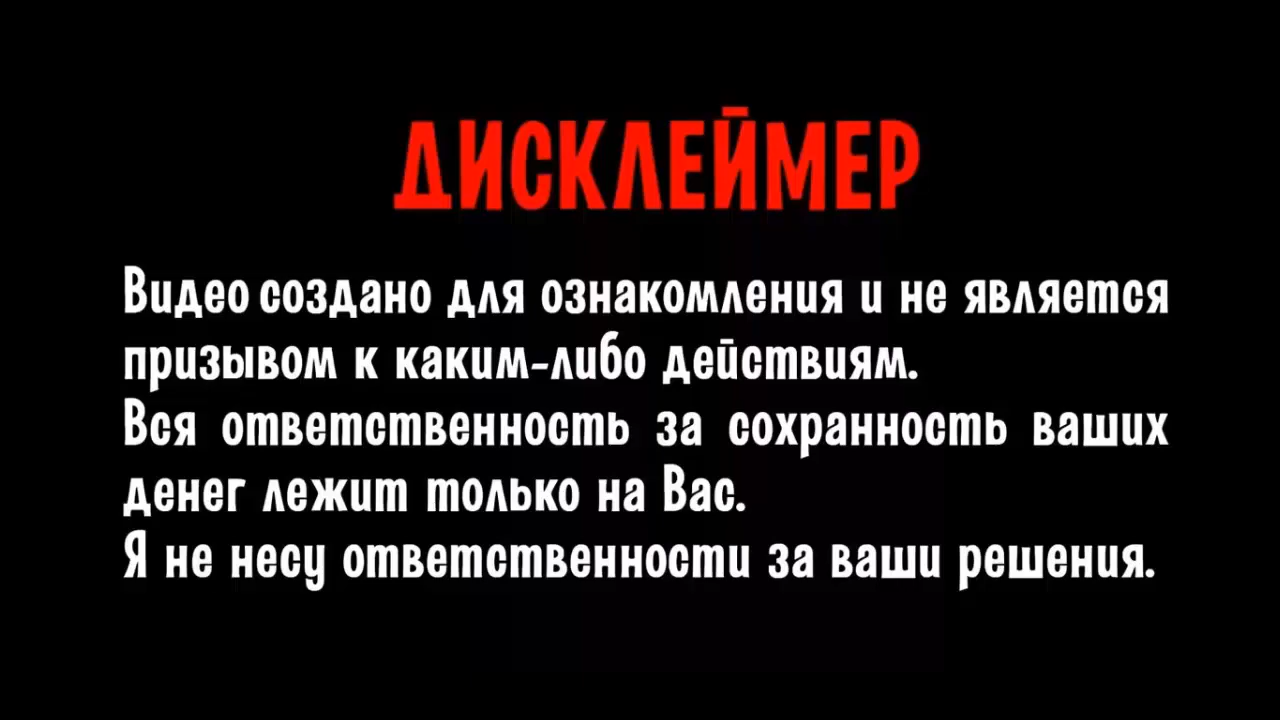 ДИСКЛЕЙМЕР
Видео создано для ознакомления и не является
призывом к каким-либо действиям.
Вся ответственность за сохранность ваших
денег лежит только на Вас.
Я не несу ответственности за ваши решения.